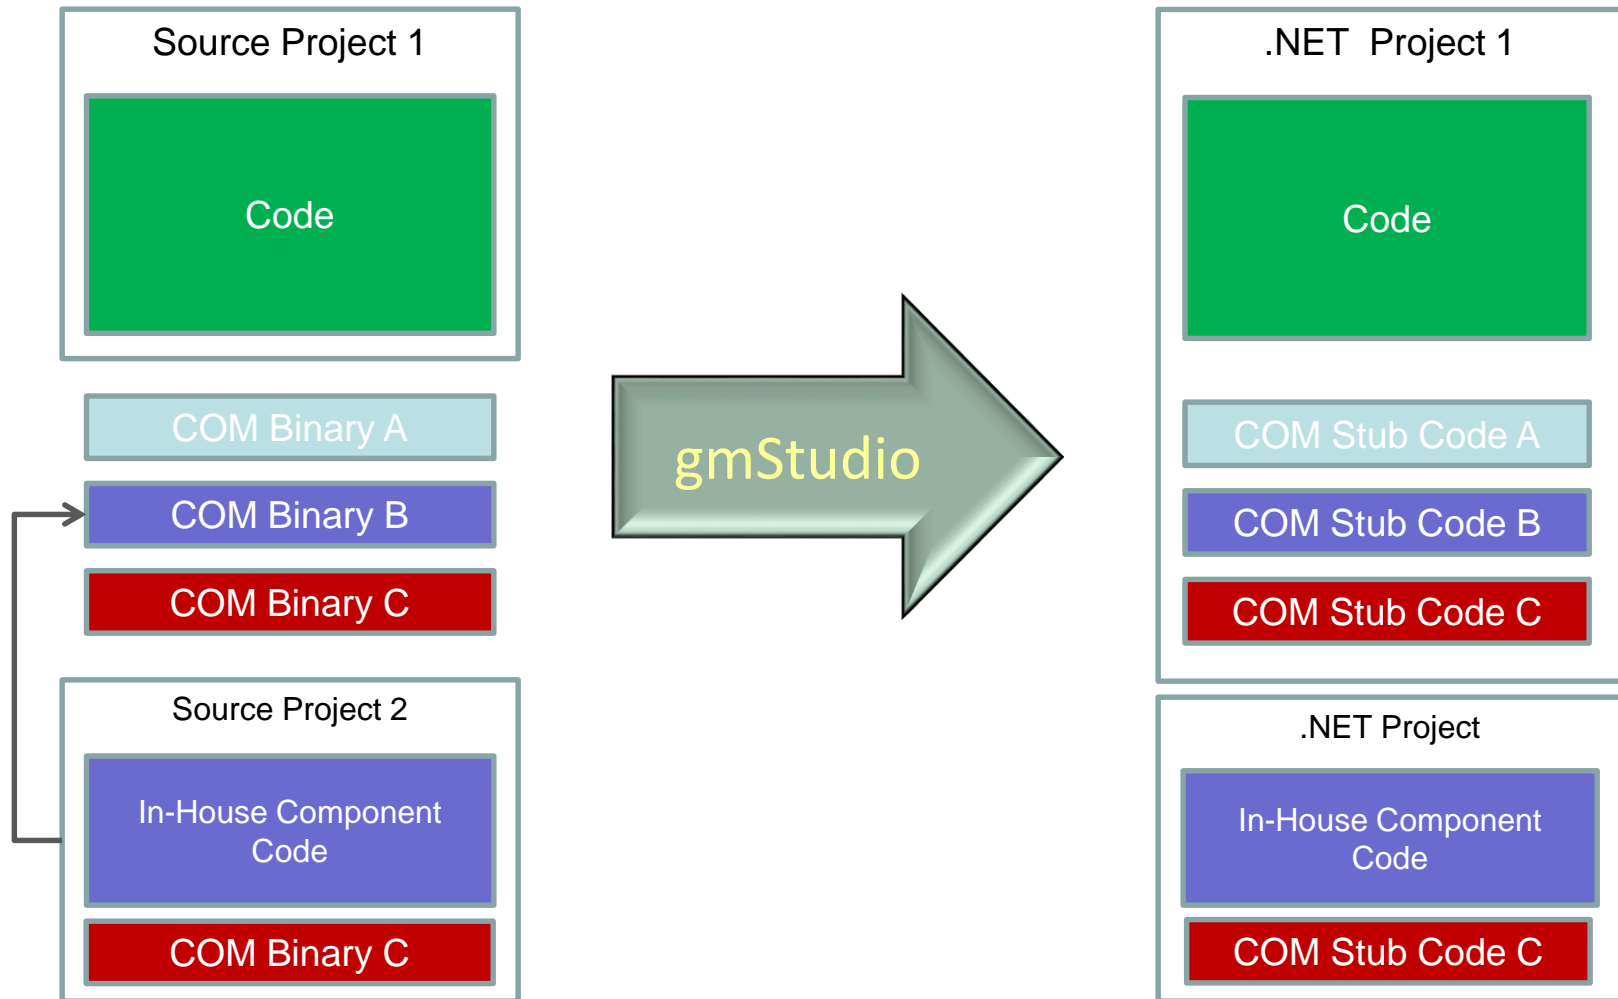 Source Project 1
Code
COM Binary A
COM Binary B
COM Binary C
Source Project 2
In-House Component
Code
COM Binary C
gmStudio
.NET  Project 1
Code
COM Stub Code A
COM Stub Code B
COM Stub Code C
.NET Project
In-House Component
Code
COM Stub Code C